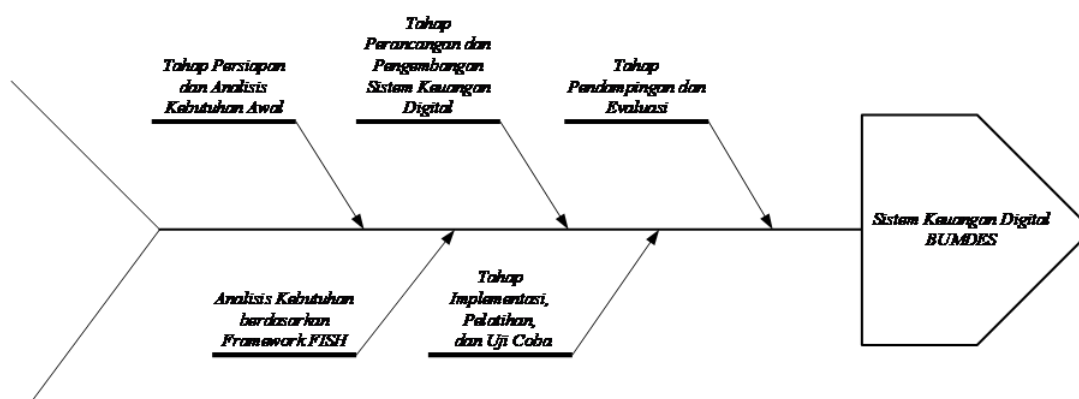 Tahap Persiapan
dan Analisis
Kebutuhan Awal
Tahap
Perancangan dan
Pengembangan
Sistem Keuangan
Digital
Tahap
Pendampingan dan
Evaluasi
Sistem Keuangan Digital
BUMDES
Analisis Kebutuhan
berdasarkan
Framework FISH
Tahap
Implementasi,
Pelatihan,
dan Uji Coba